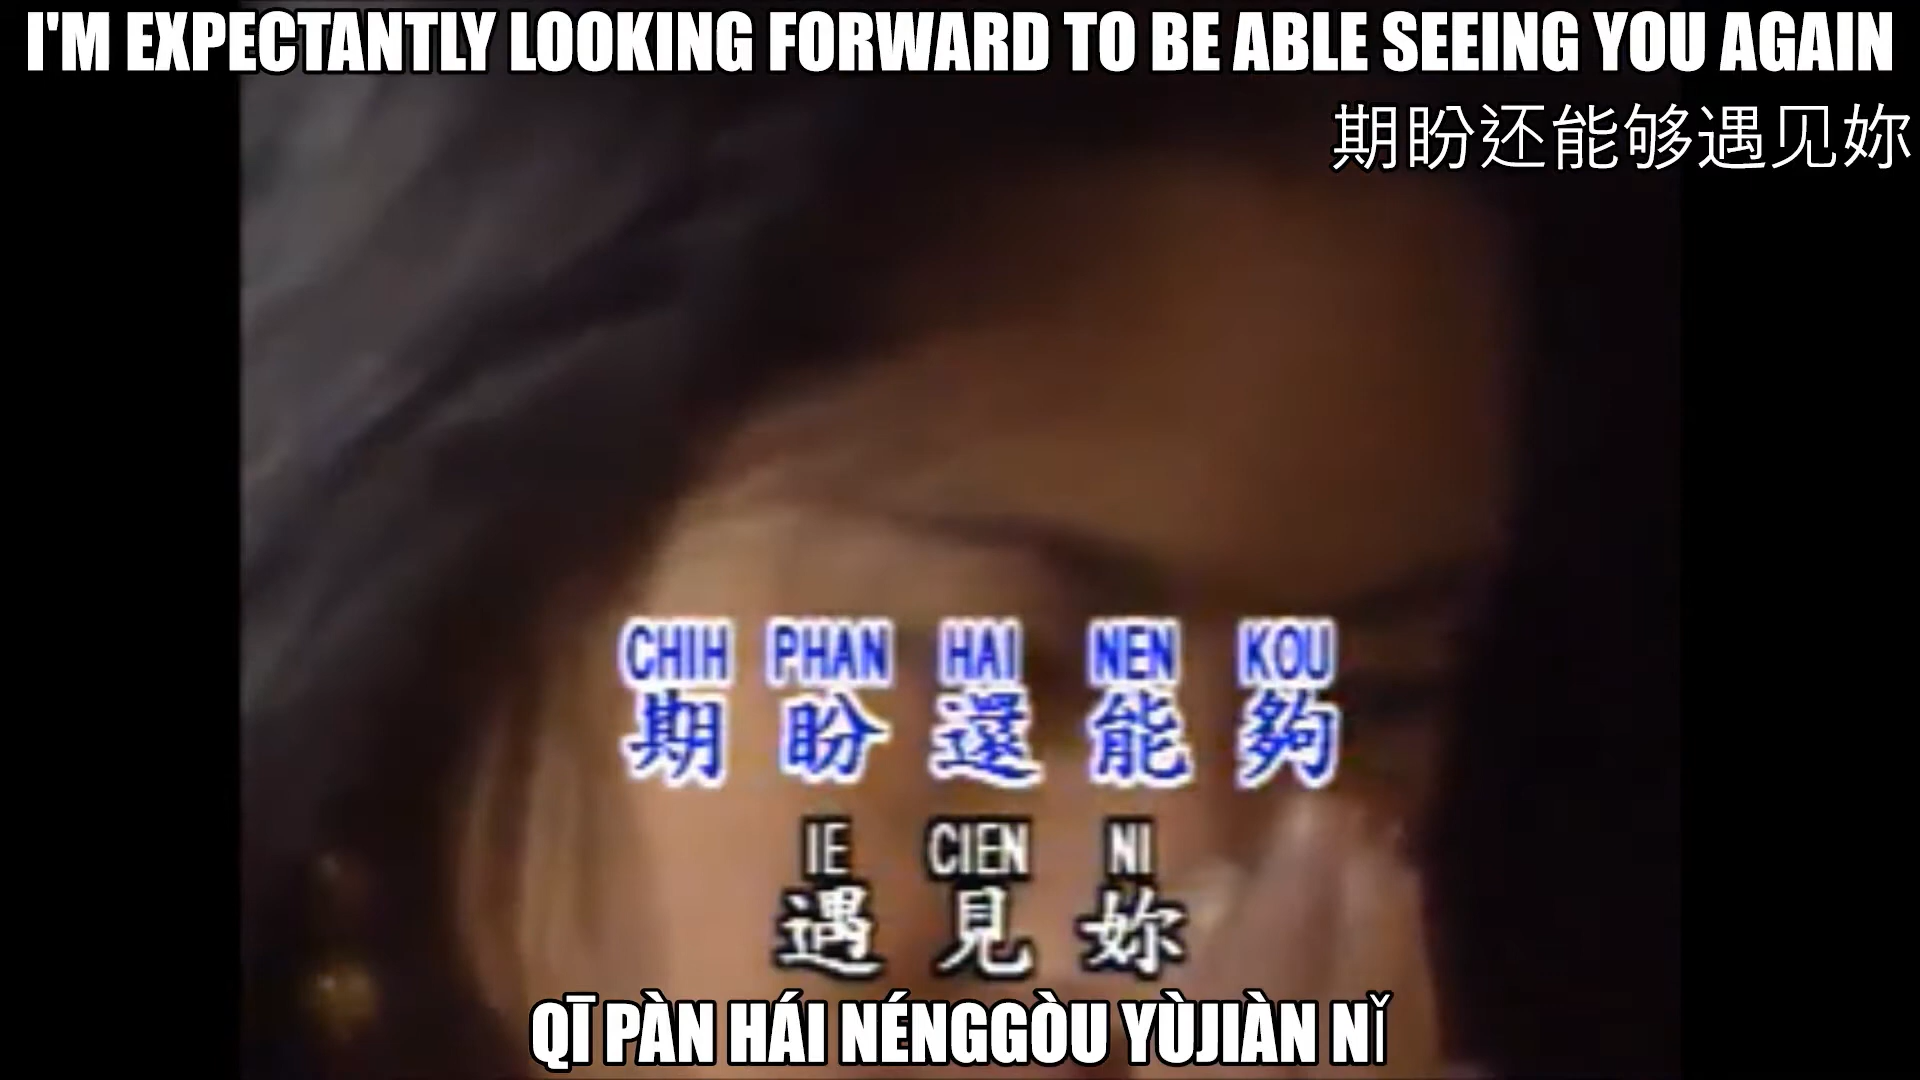 I'M EXPECTANTLY LOOKING FORWARD TO BE ABLE SEEING YOU AGAIN
期盼还能够遇见妳
CHIH PHAN HAI NEN KOU
期盼還能夠
IE CIEN NI
遇見妳
QĪ PÀN HÁI NÉNGGÒU YÙJIÀN NǏ